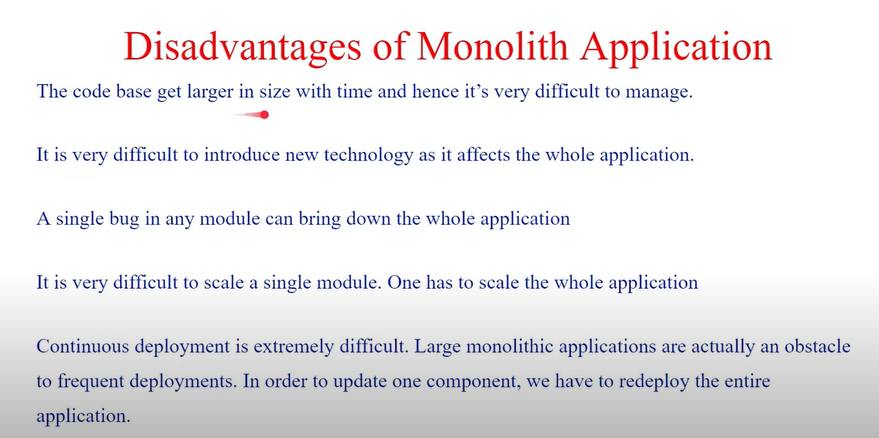 Disadvantages of Monolith Application
The code base get larger in size with time and hence it's very difficult to manage.
It is very difficult to introduce new technology as it affects the whole application.
A single bug in any module can bring down the whole application
It is very difficult to scale a single module. One has to scale the whole application
Continuous deployment is extremely difficult. Large monolithic applications are actually an obstacle
to frequent deployments. In order to update one component, we have to redeploy the entire
application.